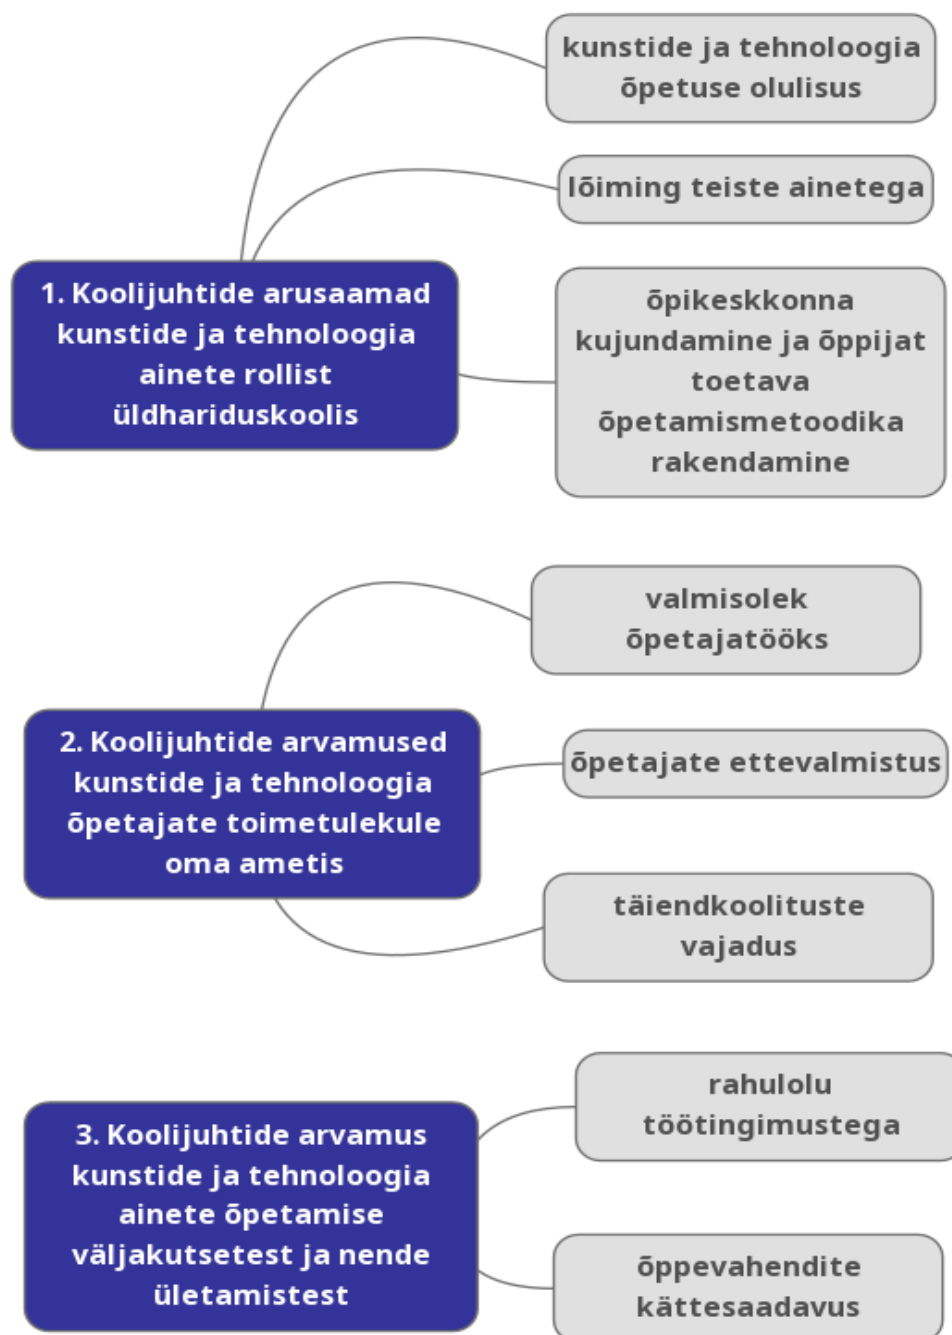 kunstide ja tehnoloogia
õpetuse olulisus
lõiming teiste ainetega
1. Koolijuhtide arusaamad
kunstide ja tehnoloogia
ainete rollist
üldhariduskoolis
õpikeskkonna
kujundamine ja õppijat
toetava
õpetamismetoodika
rakendamine
valmisolek
õpetajatööks
2. Koolijuhtide arvamused
kunstide ja tehnoloogia
õpetajate toimetulekule
oma ametis
õpetajate ettevalmistus
täiendkoolituste
vajadus
rahulolu
töötingimustega
3. Koolijuhtide arvamus
kunstide ja tehnoloogia
ainete õpetamise
väljakutsetest ja nende
ületamistest
õppevahendite
kättesaadavus